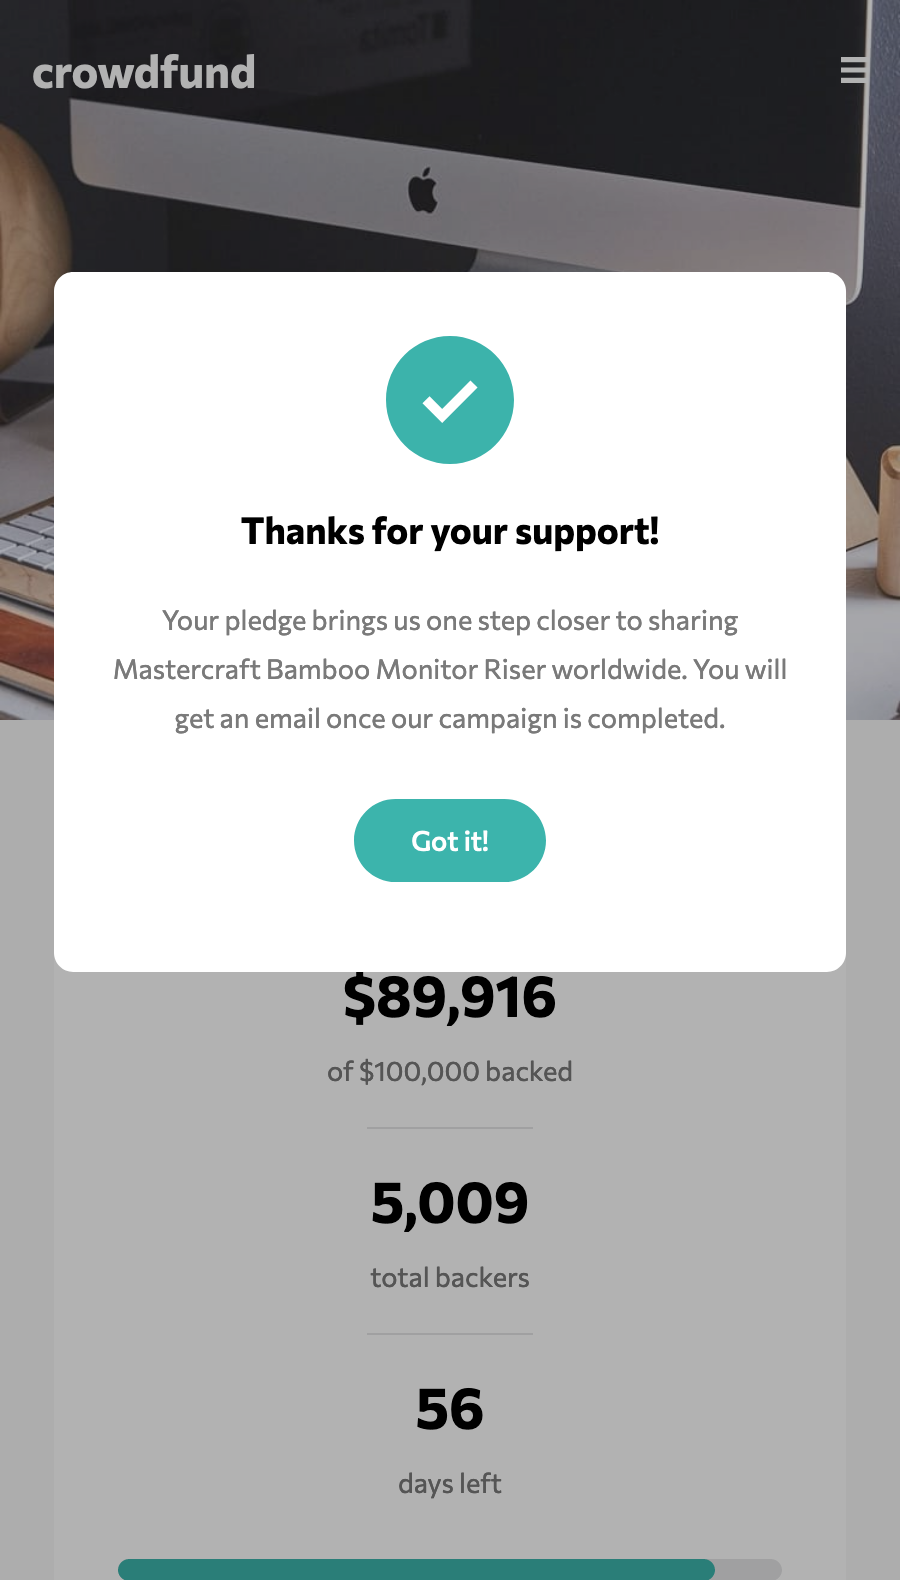 crowdfund
Thanks for your support!
Your pledge brings us one step closer to sharing
Mastercraft Bamboo Monitor Riser worldwide. You will
get an email once our campaign is completed.
Got it!
$89,916
of $100,000 backed
5,009
total backers
56
days left